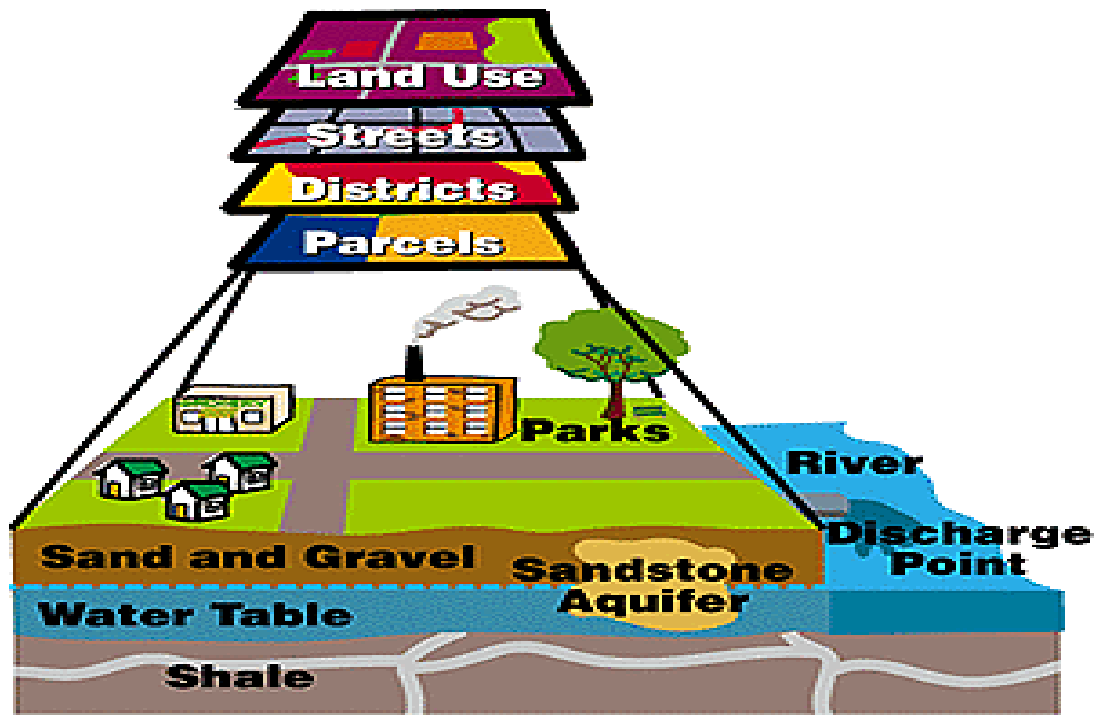 Land Use
Streets
Districts
Parcels
Parks
River
Discharge
Point
Sand and Gravel
Sandstone
Aquifer
Water Table
Shale